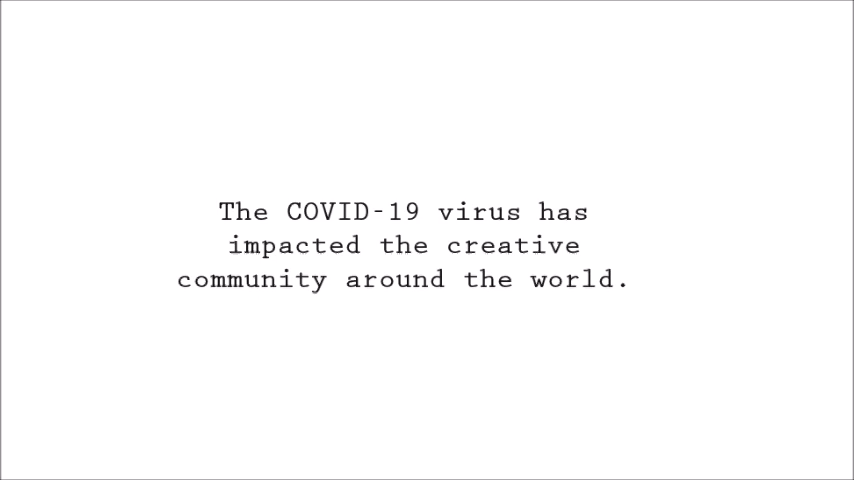 The COVID-19 virus has
impacted the creative
community around the world.